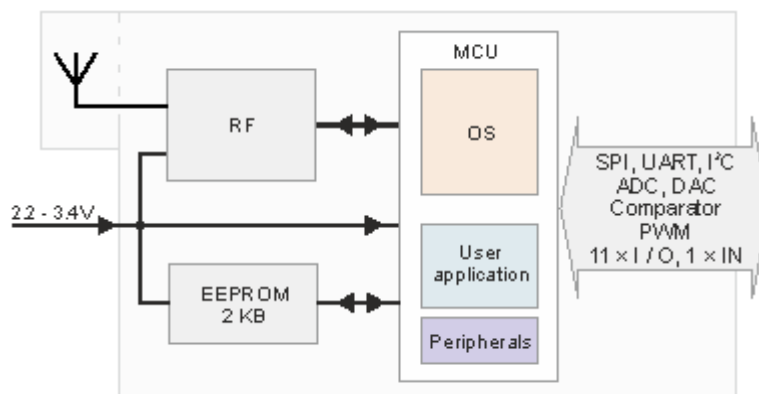 MCU
RF
OS
SPI, UART, I²C
ADC, DAC
Comparator
PWM
11 × I / O, 1 × IN
2.2 - 3.4V
User
application
EEPROM
2 KB
Peripherals